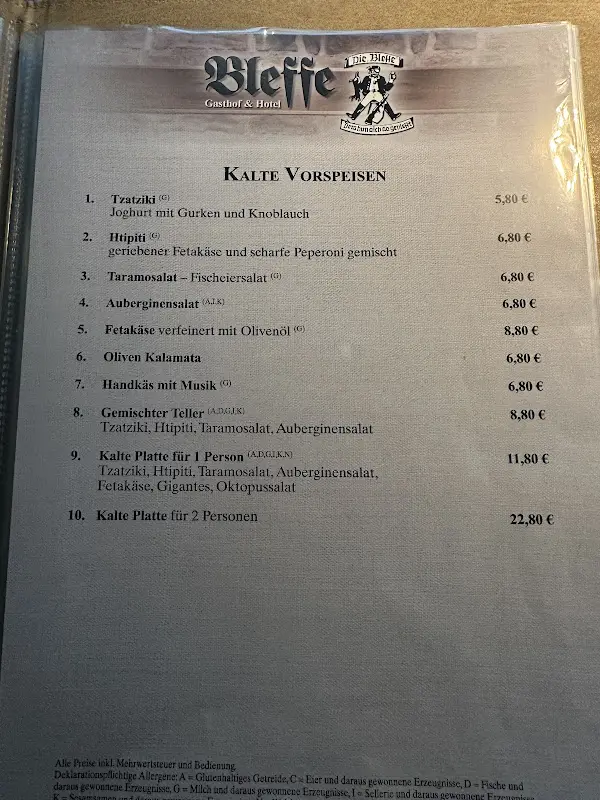 Bleffe
Gasthof & Hotel
Die Bleffe
KALTE VORSPEISEN
1. Tzatziki (G) 5,80 €
Joghurt mit Gurken und Knoblauch
2. Htipiti (G) 6,80 €
geriebener Fetakäse und scharfe Peperoni gemischt
3. Taramosalat – Fischeiersalat (G) 6,80 €
4. Auberginensalat (A,I,K) 6,80 €
5. Fetakäse verfeinert mit Olivenöl (G) 8,80 €
6. Oliven Kalamata 6,80 €
7. Handkäs mit Musik (G) 6,80 €
8. Gemischter Teller (A,D,G,I,K) 8,80 €
Tzatziki, Htipiti, Taramosalat, Auberginensalat
9. Kalte Platte für 1 Person (A,D,G,I,K,N) 11,80 €
Tzatziki, Htipiti, Taramosalat, Auberginensalat,
Fetakäse, Gigantes, Oktopussalat
10. Kalte Platte für 2 Personen 22,80 €
Alle Preise inkl. Mehrwertsteuer und Bedienung
Deklarationspflichtige Allergene: A = Glutenhaltiges Getreide, C = Eier und daraus gewonnene Erzeugnisse, D = Fische und
daraus gewonnene Erzeugnisse, G = Milch und daraus gewonnene Erzeugnisse, I = Sellerie und daraus gewonnene Erzeugnisse